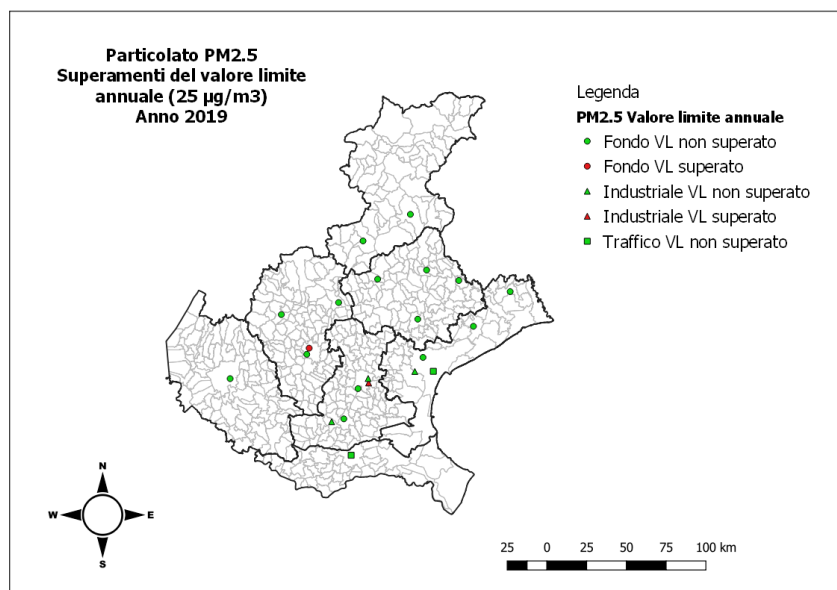 Particolato PM2.5
Superamenti del valore limite
annuale (25 µg/m3)
Anno 2019
Legenda
PM2.5 Valore limite annuale
Fondo VL non superato
Fondo VL superato
Industriale VL non superato
Industriale VL superato
Traffico VL non superato
N
W E
S
25 0 25 50 75 100 km